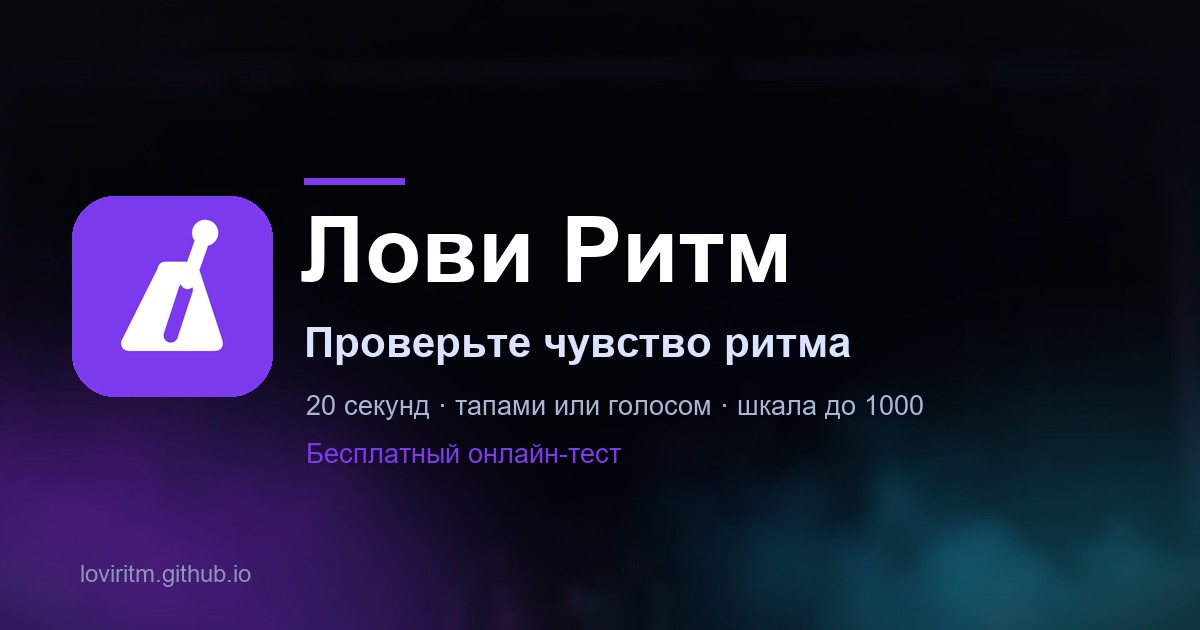 Лови Ритм
Проверьте чувство ритма
20 секунд · тапами или голосом · шкала до 1000
Бесплатный онлайн-тест
loviritm.github.io